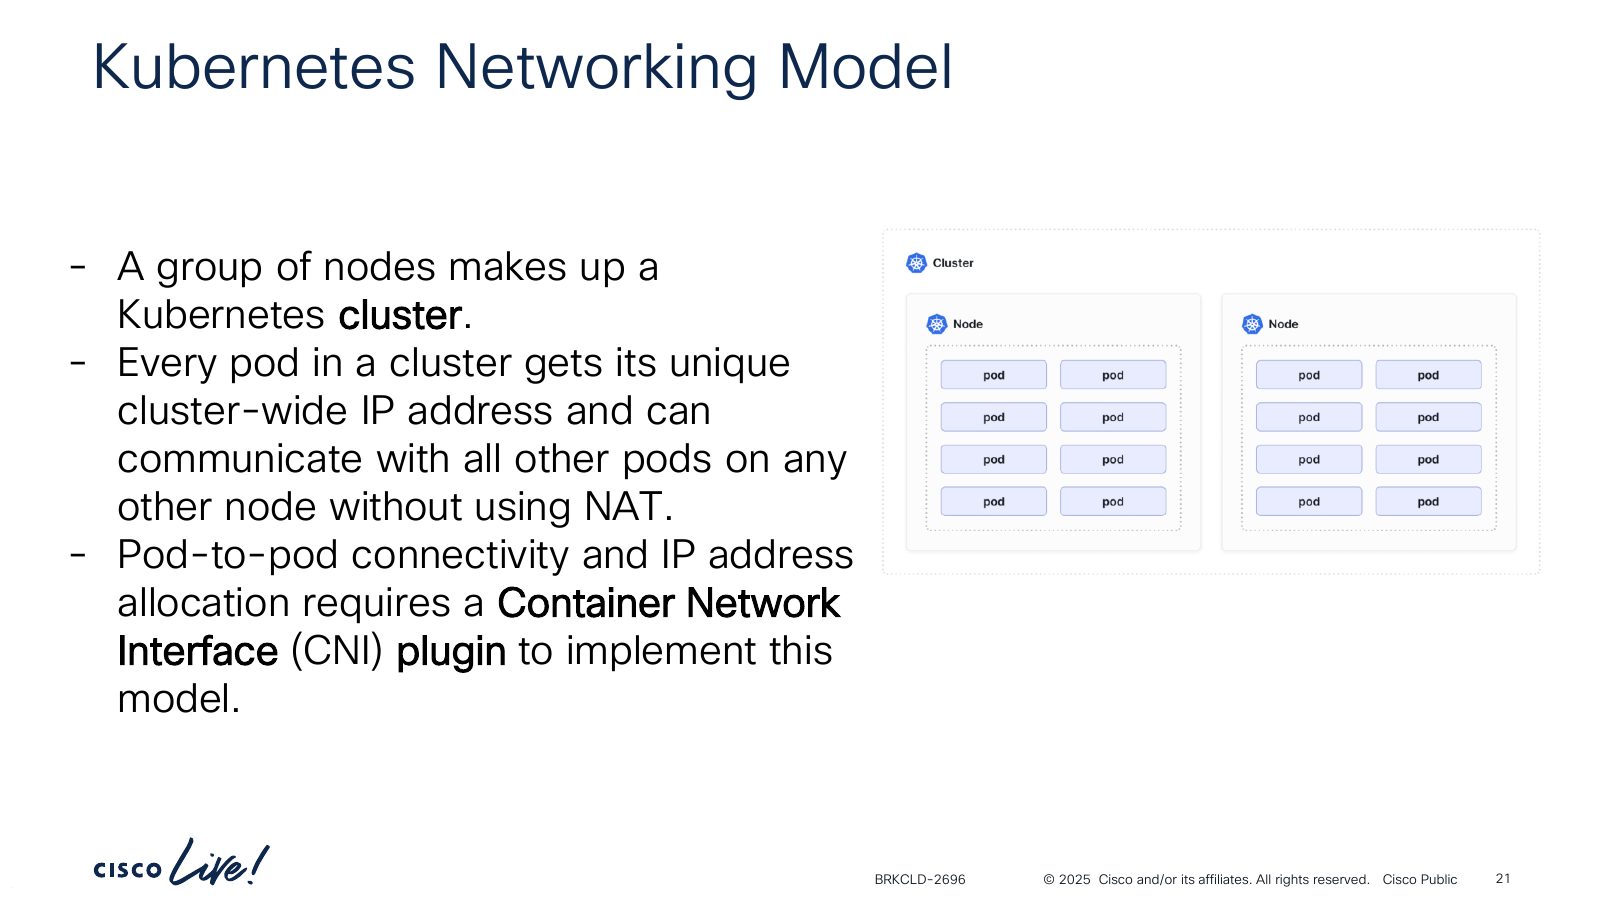 Kubernetes Networking Model
- A group of nodes makes up a
Kubernetes cluster.
- Every pod in a cluster gets its unique
cluster-wide IP address and can
communicate with all other pods on any
other node without using NAT.
- Pod-to-pod connectivity and IP address
allocation requires a Container Network
Interface (CNI) plugin to implement this
model.
Cluster
Node
pod pod
pod pod
pod pod
pod pod
Node
pod pod
pod pod
pod pod
pod pod
CISCO Live!
BRKCLD-2696 © 2025 Cisco and/or its affiliates. All rights reserved. Cisco Public 21